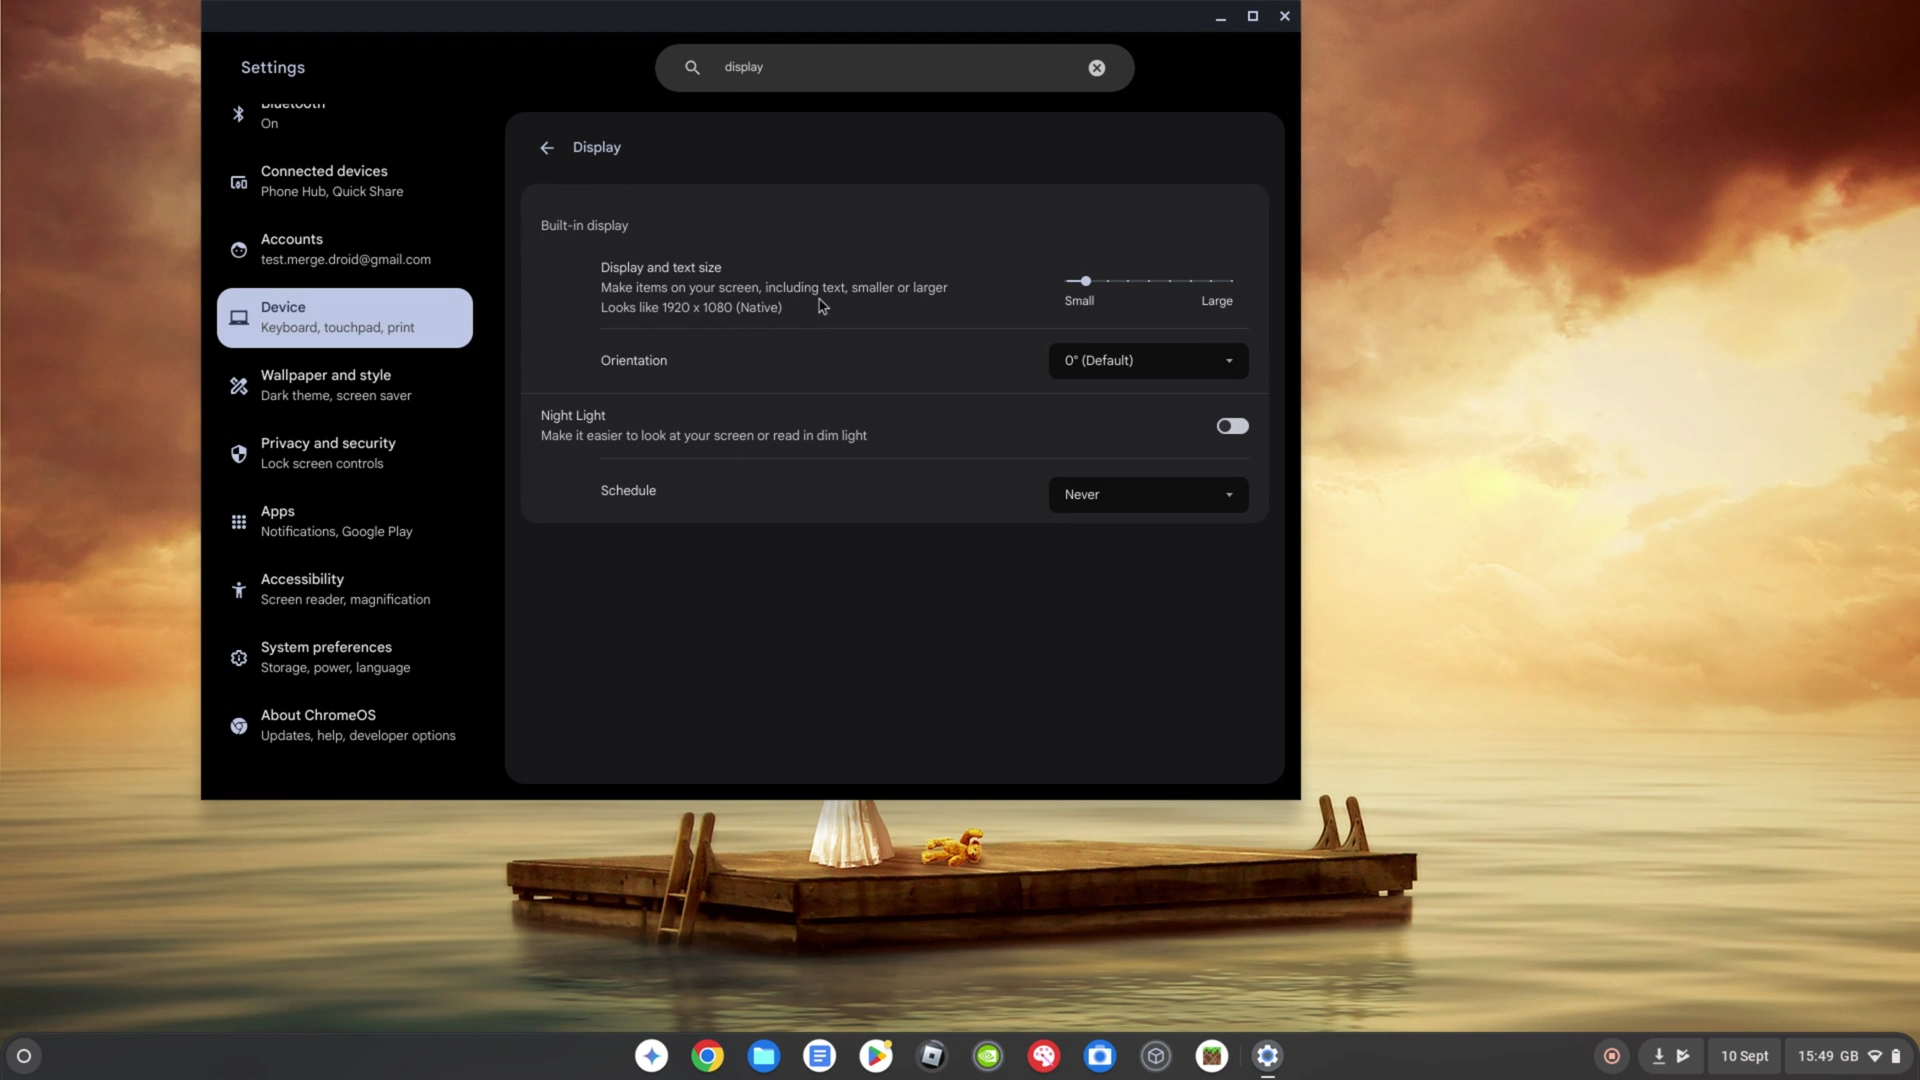 Settings
display
Bluetooth
On
Connected devices
Phone Hub, Quick Share
Accounts
test.merge.droid@gmail.com
Device
Keyboard, touchpad, print
Wallpaper and style
Dark theme, screen saver
Privacy and security
Lock screen controls
Apps
Notifications, Google Play
Accessibility
Screen reader, magnification
System preferences
Storage, power, language
About ChromeOS
Updates, help, developer options
Display
Built-in display
Display and text size
Make items on your screen, including text, smaller or larger
Looks like 1920 x 1080 (Native)
Small Large
Orientation 0° (Default)
Night Light
Make it easier to look at your screen or read in dim light
Schedule Never
10 Sept 15:49 GB